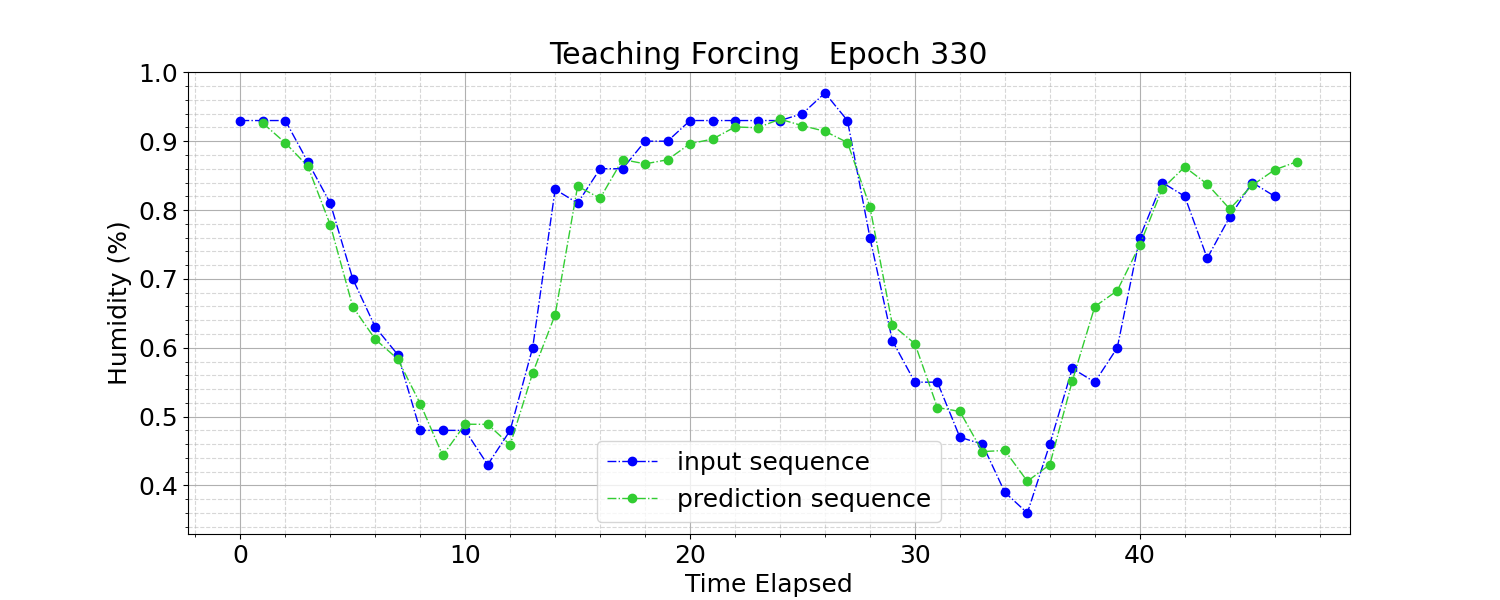 Teaching Forcing   Epoch 330
1.0
0.9
0.8
0.7
0.6
0.5
0.4
Humidity (%)
input sequence
prediction sequence
0 10 20 30 40
Time Elapsed